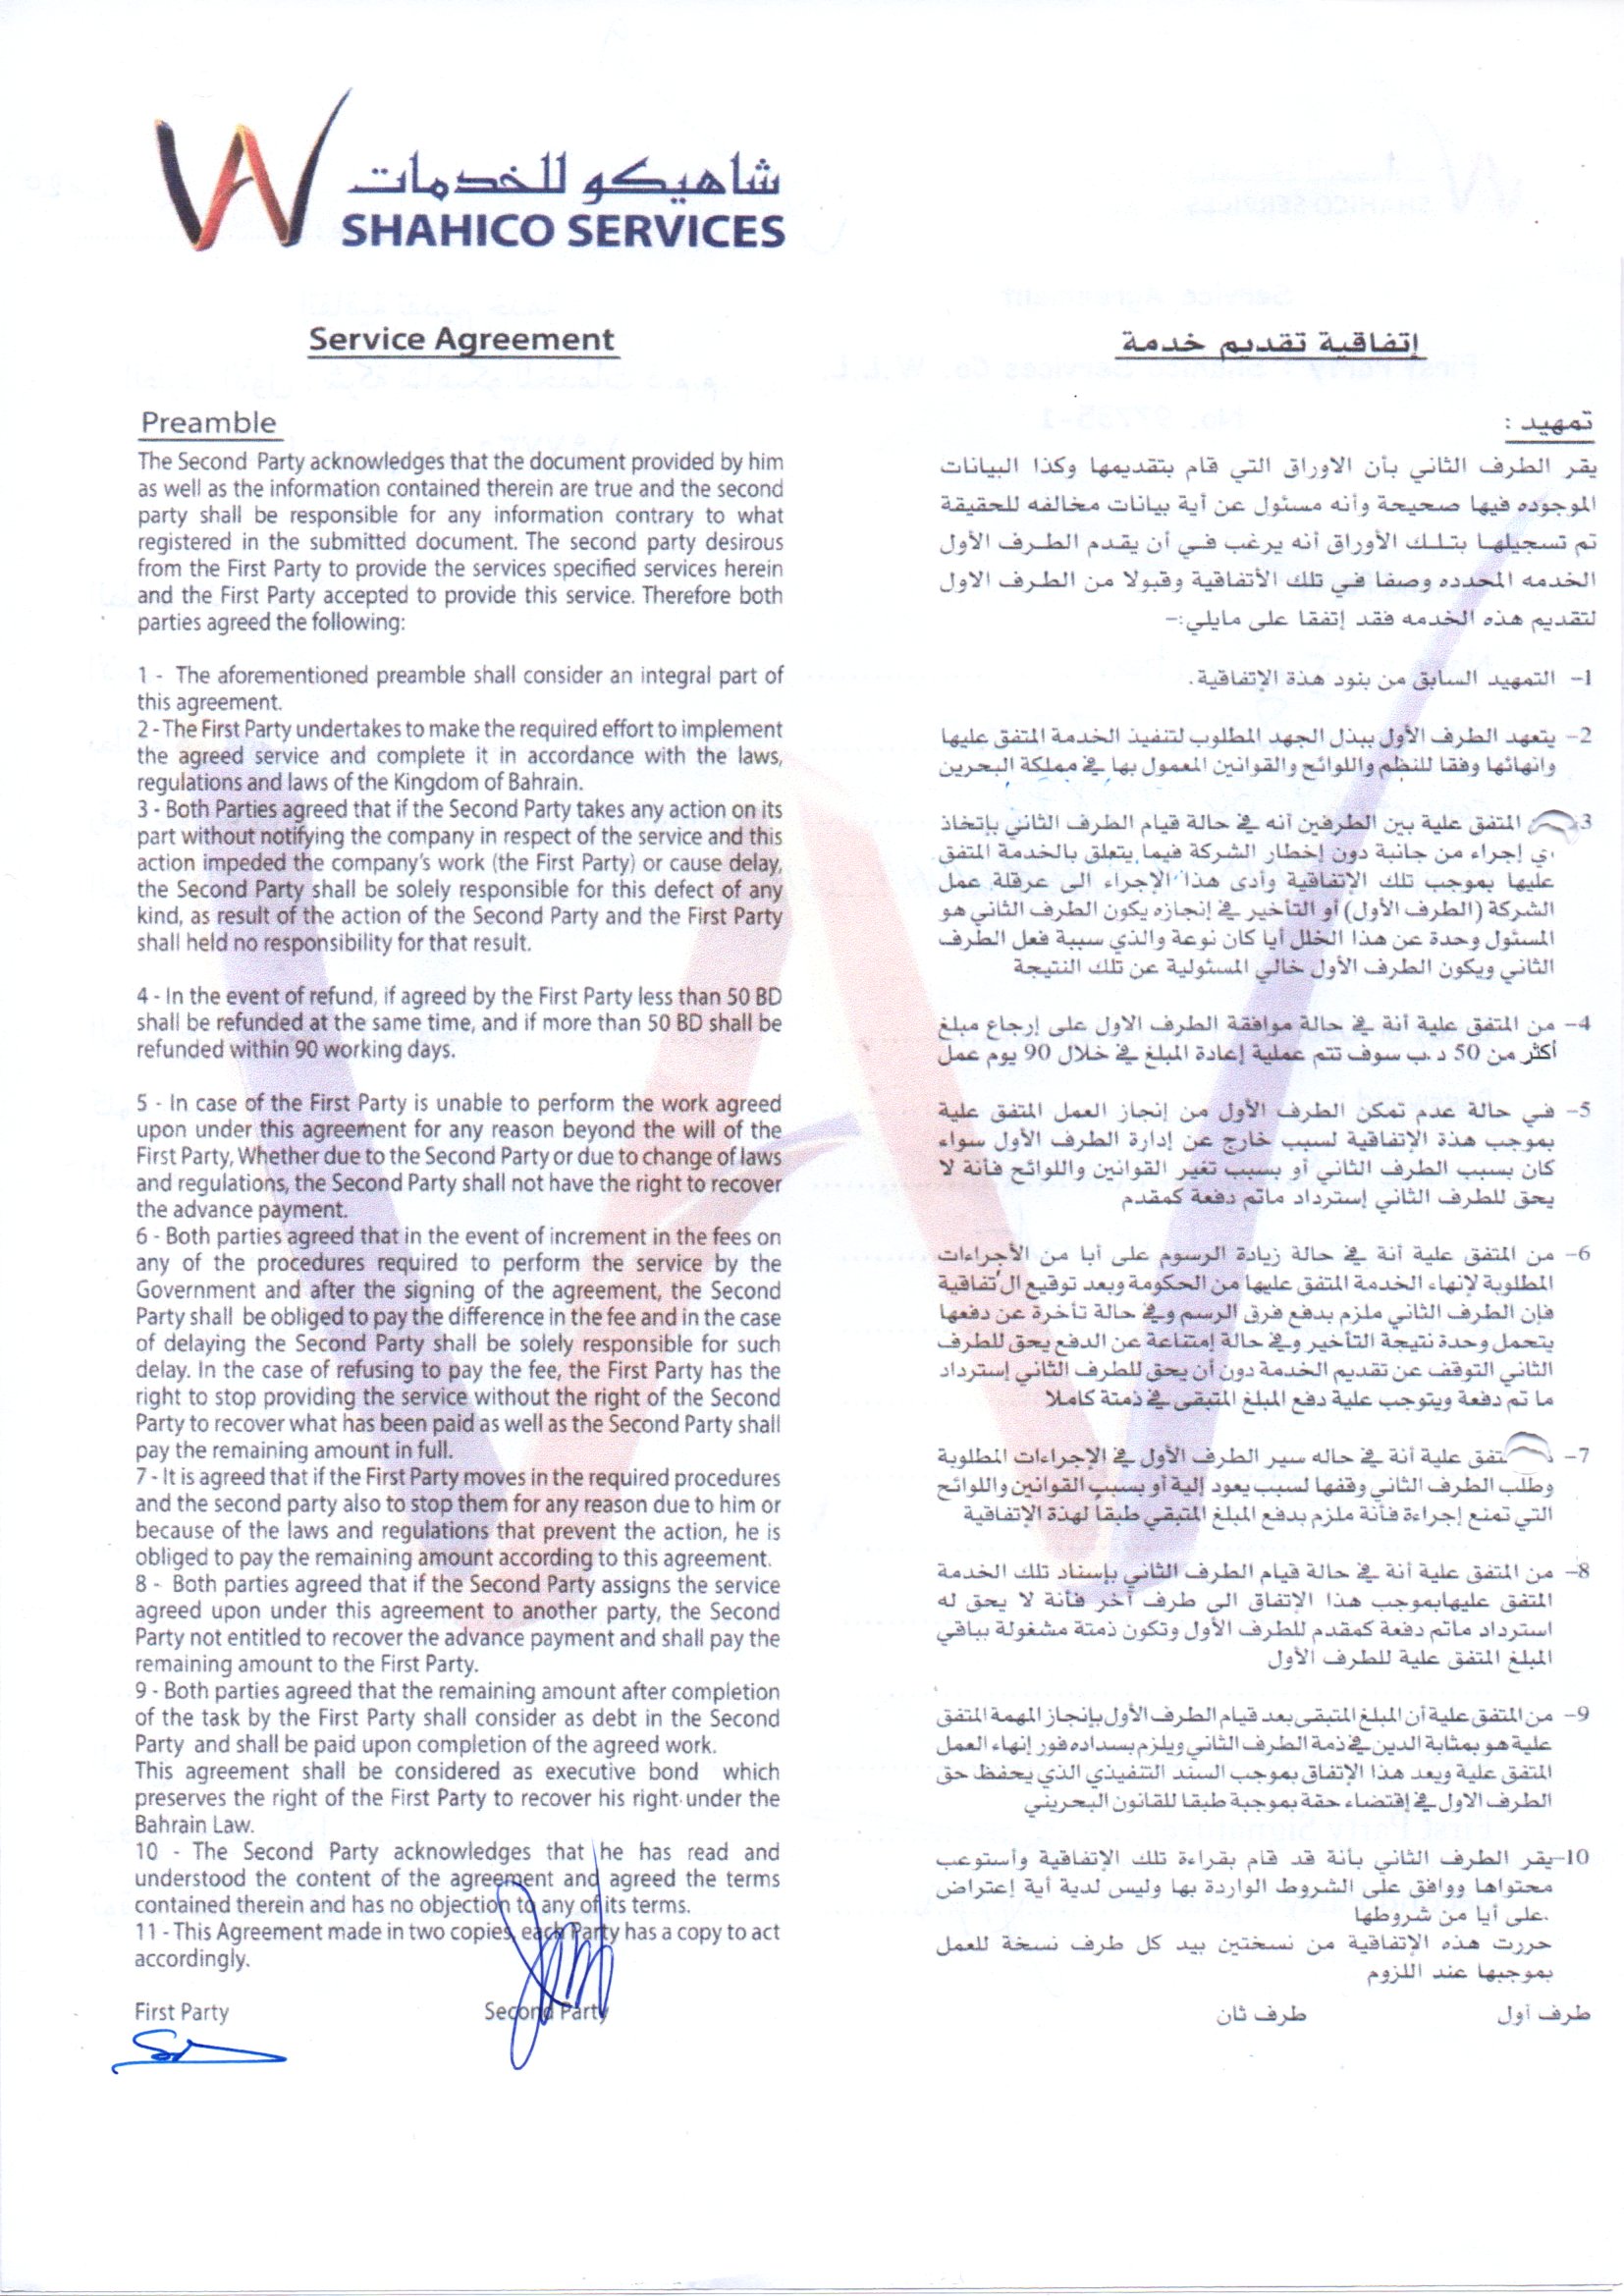 شاهيكو للخدمات
SHAHICO SERVICES
Service Agreement
Preamble
The Second Party acknowledges that the document provided by him
as well as the information contained therein are true and the second
party shall be responsible for any information contrary to what
registered in the submitted document. The second party desirous
from the First Party to provide the services specified services herein
and the First Party accepted to provide this service. Therefore both
parties agreed the following:
1 - The aforementioned preamble shall consider an integral part of
this agreement.
2 - The First Party undertakes to make the required effort to implement
the agreed service and complete it in accordance with the laws,
regulations and laws of the Kingdom of Bahrain.
3 - Both Parties agreed that if the Second Party takes any action on its
part without notifying the company in respect of the service and this
action impeded the company's work (the First Party) or cause delay,
the Second Party shall be solely responsible for this defect of any
kind, as result of the action of the Second Party and the First Party
shall held no responsibility for that result.
4 - In the event of refund, if agreed by the First Party less than 50 BD
shall be refunded at the same time, and if more than 50 BD shall be
refunded within 90 working days.
5 - In case of the First Party is unable to perform the work agreed
upon under this agreement for any reason beyond the will of the
First Party, Whether due to the Second Party or due to change of laws
and regulations, the Second Party shall not have the right to recover
the advance payment.
6 - Both parties agreed that in the event of increment in the fees on
any of the procedures required to perform the service by the
Government and after the signing of the agreement, the Second
Party shall be obliged to pay the difference in the fee and in the case
of delaying the Second Party shall be solely responsible for such
delay. In the case of refusing to pay the fee, the First Party has the
right to stop providing the service without the right of the Second
Party to recover what has been paid as well as the Second Party shall
pay the remaining amount in full.
7 - It is agreed that if the First Party moves in the required procedures
and the second party also to stop them for any reason due to him or
because of the laws and regulations that prevent the action, he is
obliged to pay the remaining amount according to this agreement.
8 - Both parties agreed that if the Second Party assigns the service
agreed upon under this agreement to another party, the Second
Party not entitled to recover the advance payment and shall pay the
remaining amount to the First Party.
9 - Both parties agreed that the remaining amount after completion
of the task by the First Party shall consider as debt in the Second
Party and shall be paid upon completion of the agreed work.
This agreement shall be considered as executive bond which
preserves the right of the First Party to recover his right under the
Bahrain Law.
10 - The Second Party acknowledges that he has read and
understood the content of the agreement and agreed the terms
contained therein and has no objection to any of its terms.
11 - This Agreement made in two copies, each Party has a copy to act
accordingly.
First Party Second Party
إتفاقية تقديم خدمة
تمهيد :
يقر الطرف الثاني بأن الاوراق التي قام بتقديمها وكذا البيانات
الموجوده فيها صحيحة وأنه مسئول عن أية بيانات مخالفه للحقيقة
تم تسجيلها بتلك الأوراق أنه يرغب في أن يقدم الطرف الأول
الخدمه المحدده وصفا في تلك الأتفاقية وقبولا من الطرف الاول
لتقديم هذه الخدمه فقد إتفقا على مايلي:-
1- التمهيد السابق من بنود هذة الإتفاقية.
2- يتعهد الطرف الأول ببذل الجهد المطلوب لتنفيذ الخدمة المتفق عليها
وانهائها وفقا للنظم واللوائح والقوانين المعمول بها في مملكة البحرين
3 المتفق علية بين الطرفين أنه في حالة قيام الطرف الثاني بإتخاذ
ي إجراء من جانبة دون إخطار الشركة فيما يتعلق بالخدمة المتفق
عليها بموجب تلك الإتفاقية وأدى هذا الإجراء الى عرقلة عمل
الشركة (الطرف الأول) أو التأخير في إنجازه يكون الطرف الثاني هو
المسئول وحدة عن هذا الخلل أيا كان نوعة والذي سببة فعل الطرف
الثاني ويكون الطرف الأول خالي المسئولية عن تلك النتيجة
4- من المتفق علية أنة في حالة موافقة الطرف الاول على إرجاع مبلغ
أكثر من 50 د.ب سوف تتم عملية إعادة المبلغ في خلال 90 يوم عمل
5- في حالة عدم تمكن الطرف الأول من إنجاز العمل المتفق علية
بموجب هذة الإتفاقية لسبب خارج عن إدارة الطرف الأول سواء
كان بسبب الطرف الثاني أو بسبب تغير القوانين واللوائح فأنة لا
يحق للطرف الثاني إسترداد ماتم دفعة كمقدم
6- من المتفق علية أنة في حالة زيادة الرسوم على أيا من الأجراءات
المطلوبة لإنهاء الخدمة المتفق عليها من الحكومة وبعد توقيع ال تفاقية
فإن الطرف الثاني ملزم بدفع فرق الرسم وفي حالة تأخرة عن دفعها
يتحمل وحدة نتيجة التأخير وفي حالة إمتناعة عن الدفع يحق للطرف
الثاني التوقف عن تقديم الخدمة دون أن يحق للطرف الثاني إسترداد
ما تم دفعة ويتوجب علية دفع المبلغ المتبقى في ذمتة كاملا
7- تفق علية أنة في حاله سير الطرف الأول في الإجراءات المطلوبة
وطلب الطرف الثاني وقفها لسبب يعود إلية أو بسبب القوانين واللوائح
التي تمنع إجراءة فأنة ملزم بدفع المبلغ المتبقي طبقاً لهذة الإتفاقية
8- من المتفق علية أنة في حالة قيام الطرف الثاني بإسناد تلك الخدمة
المتفق عليهابموجب هذا الإتفاق الى طرف أخر فأنة لا يحق له
استرداد ماتم دفعة كمقدم للطرف الأول وتكون ذمتة مشغولة بباقي
المبلغ المتفق علية للطرف الأول
9- من المتفق علية أن المبلغ المتبقى بعد قيام الطرف الأول بإنجاز المهمة المتفق
علية هو بمثابة الدين في ذمة الطرف الثاني ويلزم بسداده فور إنهاء العمل
المتفق علية ويعد هذا الإتفاق بموجب السند التنفيذي الذي يحفظ حق
الطرف الاول في إقتضاء حقة بموجبة طبقا للقانون البحريني
10-يقر الطرف الثاني بأنة قد قام بقراءة تلك الإتفاقية وأستوعب
محتواها ووافق على الشروط الواردة بها وليس لدية أية إعتراض
على أيا من شروطها.
حررت هذه الإتفاقية من نسختين بيد كل طرف نسخة للعمل
بموجبها عند اللزوم
طرف أول طرف ثان